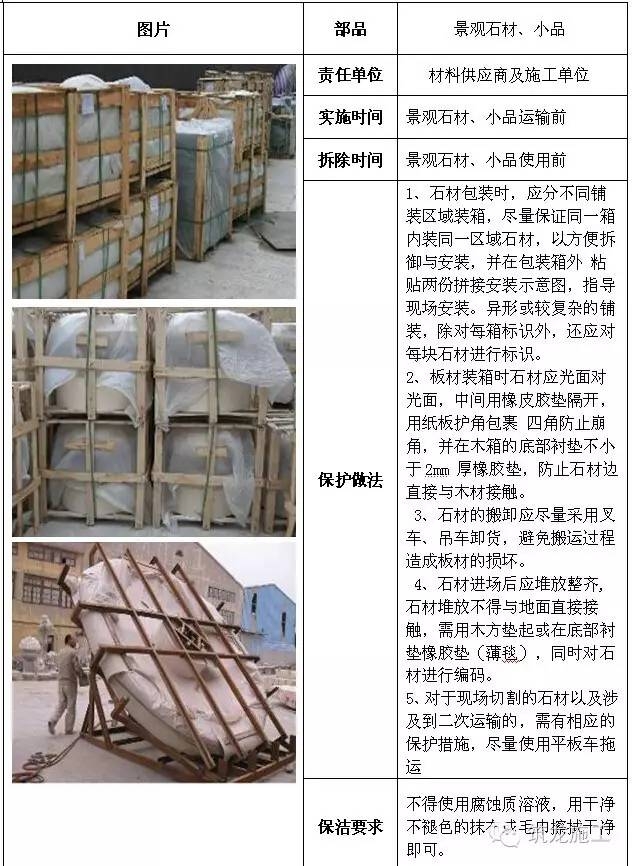 图片
部品
景观石材、小品
责任单位
材料供应商及施工单位
实施时间
景观石材、小品运输前
拆除时间
景观石材、小品使用前
保护做法
1、石材包装时，应分不同铺
装区域装箱，尽量保证同一箱
内装同一区域石材，以方便拆
御与安装，并在包装箱外 粘
贴两份拼接安装示意图，指导
现场安装。异形或较复杂的铺
装，除对每箱标识外，还应对
每块石材进行标识。
2、板材装箱时石材应光面对
光面，中间用橡皮胶垫隔开，
用纸板护角包裹 四角防止崩
角，并在木箱的底部衬垫不小
于 2mm 厚橡胶垫，防止石材边
直接与木材接触。
3、石材的搬卸应尽量采用叉
车、吊车卸货，避免搬运过程
造成板材的损坏。
4、石材进场后应堆放整齐，
石材堆放不得与地面直接接
触，需用木方垫起或在底部衬
垫橡胶垫（薄毯），同时对石
材进行编码。
5、对于现场切割的石材以及涉
及到二次运输的，需有相应的
保护措施，尽量使用平板车拖
运
保洁要求
不得使用腐蚀质溶液，用干净
不褪色的抹布或毛巾擦拭干净
即可。
筑龙施工